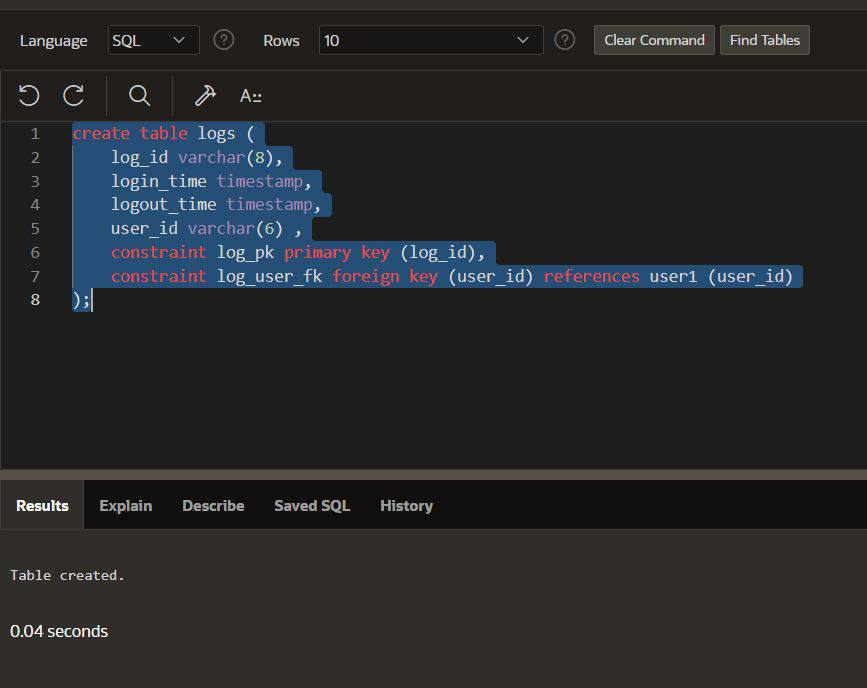 Language SQL Rows 10 Clear Command Find Tables
A::
1 create table logs (
2 log_id varchar(8),
3 login_time timestamp,
4 logout_time timestamp,
5 user_id varchar(6) ,
6 constraint log_pk primary key (log_id),
7 constraint log_user_fk foreign key (user_id) references user1 (user_id)
8 );
Results Explain Describe Saved SQL History
Table created.
0.04 seconds